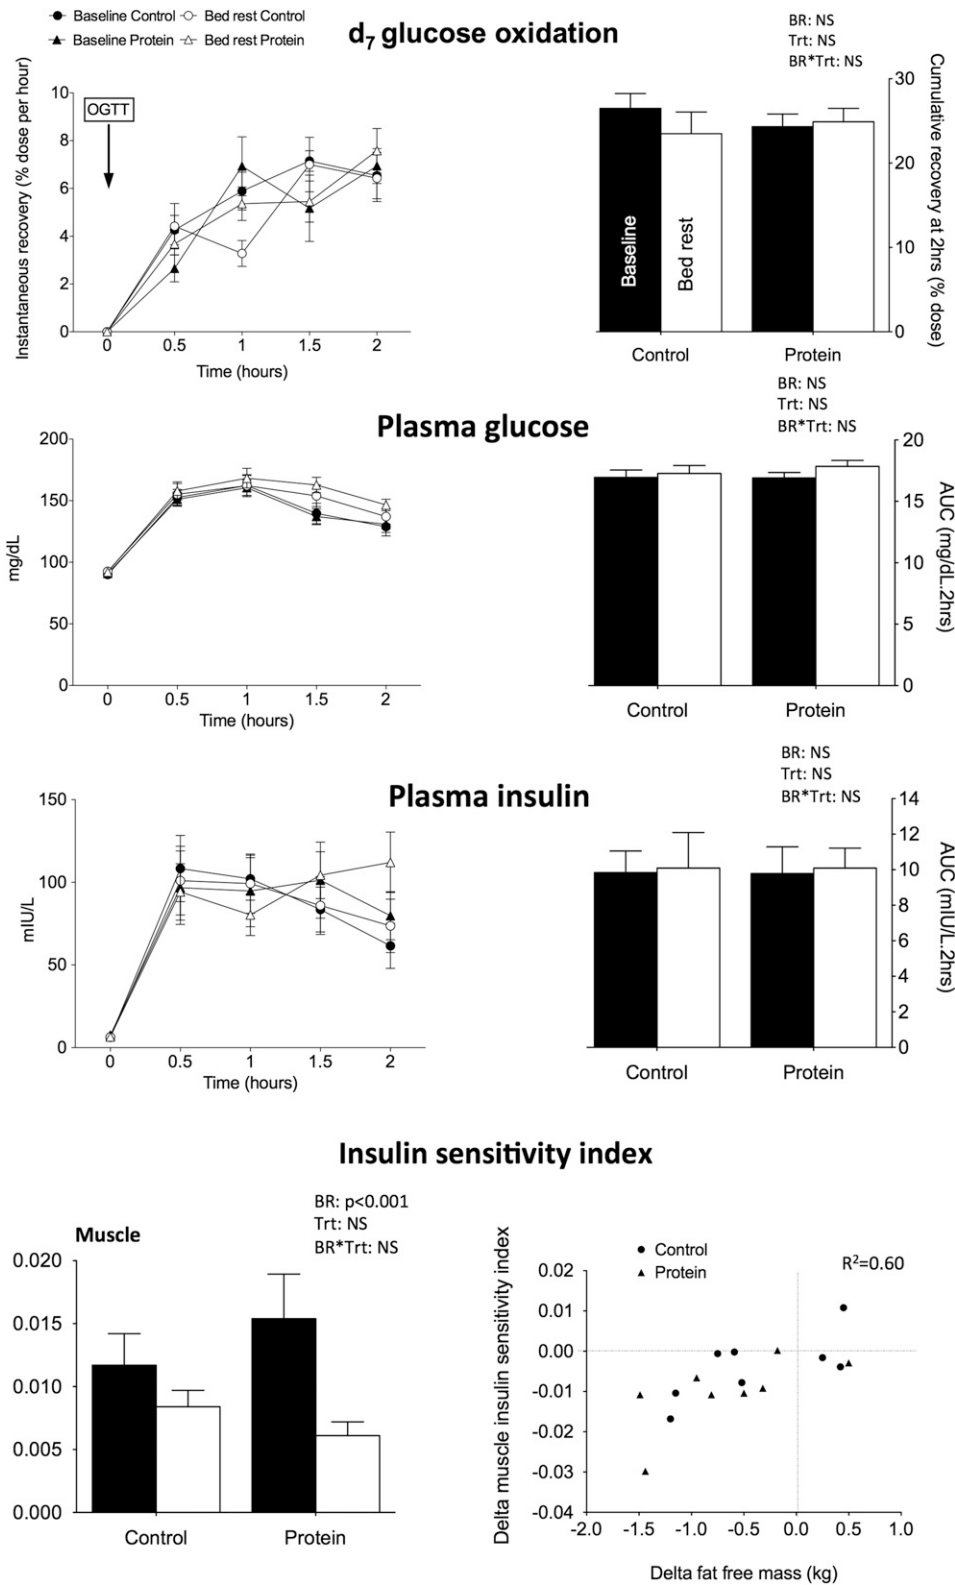 Baseline Control
Bed rest Control
Baseline Protein
Bed rest Protein
d7 glucose oxidation
BR: NS
Trt: NS
BR*Trt: NS
Instantaneous recovery (% dose per hour)
10
8
6
4
2
0
OGTT
0
0.5
1
1.5
2
Time (hours)
Baseline
Bed rest
Control
Protein
30
20
10
0
Cumulative recovery at 2hrs (% dose)
Plasma glucose
BR: NS
Trt: NS
BR*Trt: NS
mg/dL
200
150
100
50
0
0
0.5
1
1.5
2
Time (hours)
Control
Protein
20
15
10
5
0
AUC (mg/dL.2hrs)
Plasma insulin
BR: NS
Trt: NS
BR*Trt: NS
mIU/L
150
100
50
0
0
0.5
1
1.5
2
Time (hours)
Control
Protein
14
12
10
8
6
4
2
0
AUC (mIU/L.2hrs)
Insulin sensitivity index
Muscle
BR: p<0.001
Trt: NS
BR*Trt: NS
0.020
0.015
0.010
0.005
0.000
Control
Protein
Control
Protein
R²=0.60
Delta muscle insulin sensitivity index
0.02
0.01
0.00
-0.01
-0.02
-0.03
-0.04
-2.0
-1.5
-1.0
-0.5
0.0
0.5
1.0
Delta fat free mass (kg)